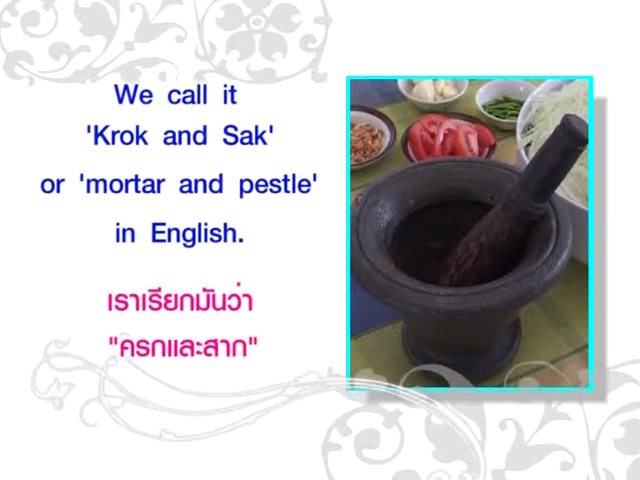 We call it
'Krok and Sak'
or 'mortar and pestle'
in English.
เราเรียกมันว่า
"ครกและสาก"